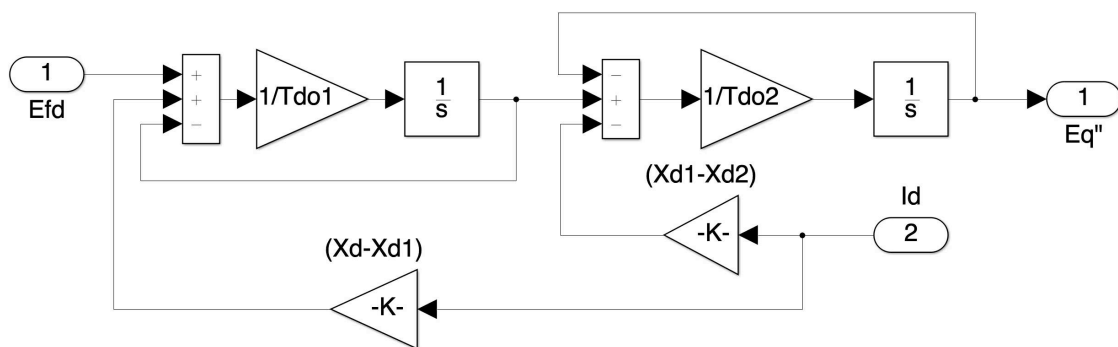 1
Efd
+
+
−
1/Tdo1
1
s
−
+
−
1/Tdo2
1
s
1
Eq"
(Xd1-Xd2)
-K-
Id
2
(Xd-Xd1)
-K-